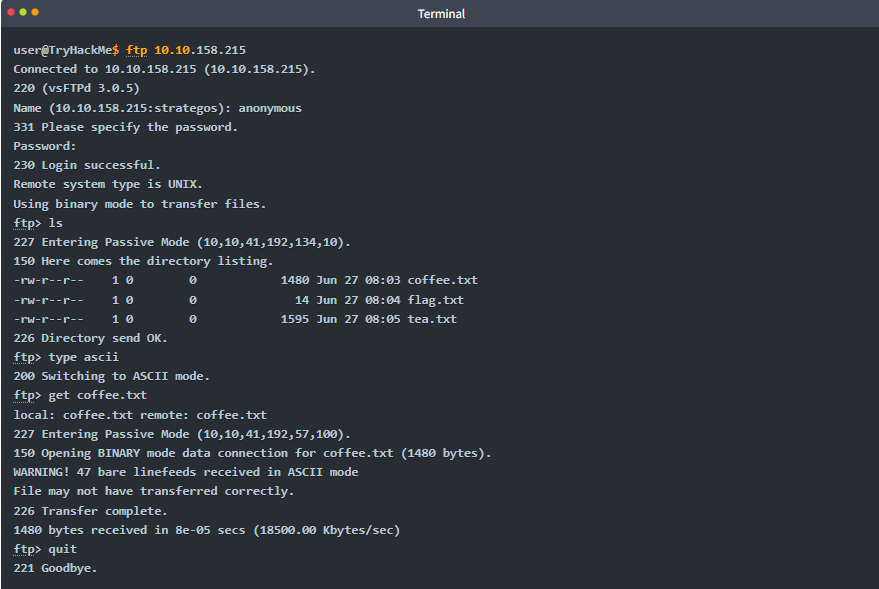 Terminal
user@TryHackMe$ ftp 10.10.158.215
Connected to 10.10.158.215 (10.10.158.215).
220 (vsFTPd 3.0.5)
Name (10.10.158.215:strategos): anonymous
331 Please specify the password.
Password:
230 Login successful.
Remote system type is UNIX.
Using binary mode to transfer files.
ftp> ls
227 Entering Passive Mode (10,10,41,192,134,10).
150 Here comes the directory listing.
-rw-r--r--    1 0        0            1480 Jun 27 08:03 coffee.txt
-rw-r--r--    1 0        0              14 Jun 27 08:04 flag.txt
-rw-r--r--    1 0        0            1595 Jun 27 08:05 tea.txt
226 Directory send OK.
ftp> type ascii
200 Switching to ASCII mode.
ftp> get coffee.txt
local: coffee.txt remote: coffee.txt
227 Entering Passive Mode (10,10,41,192,57,100).
150 Opening BINARY mode data connection for coffee.txt (1480 bytes).
WARNING! 47 bare linefeeds received in ASCII mode
File may not have transferred correctly.
226 Transfer complete.
1480 bytes received in 8e-05 secs (18500.00 Kbytes/sec)
ftp> quit
221 Goodbye.